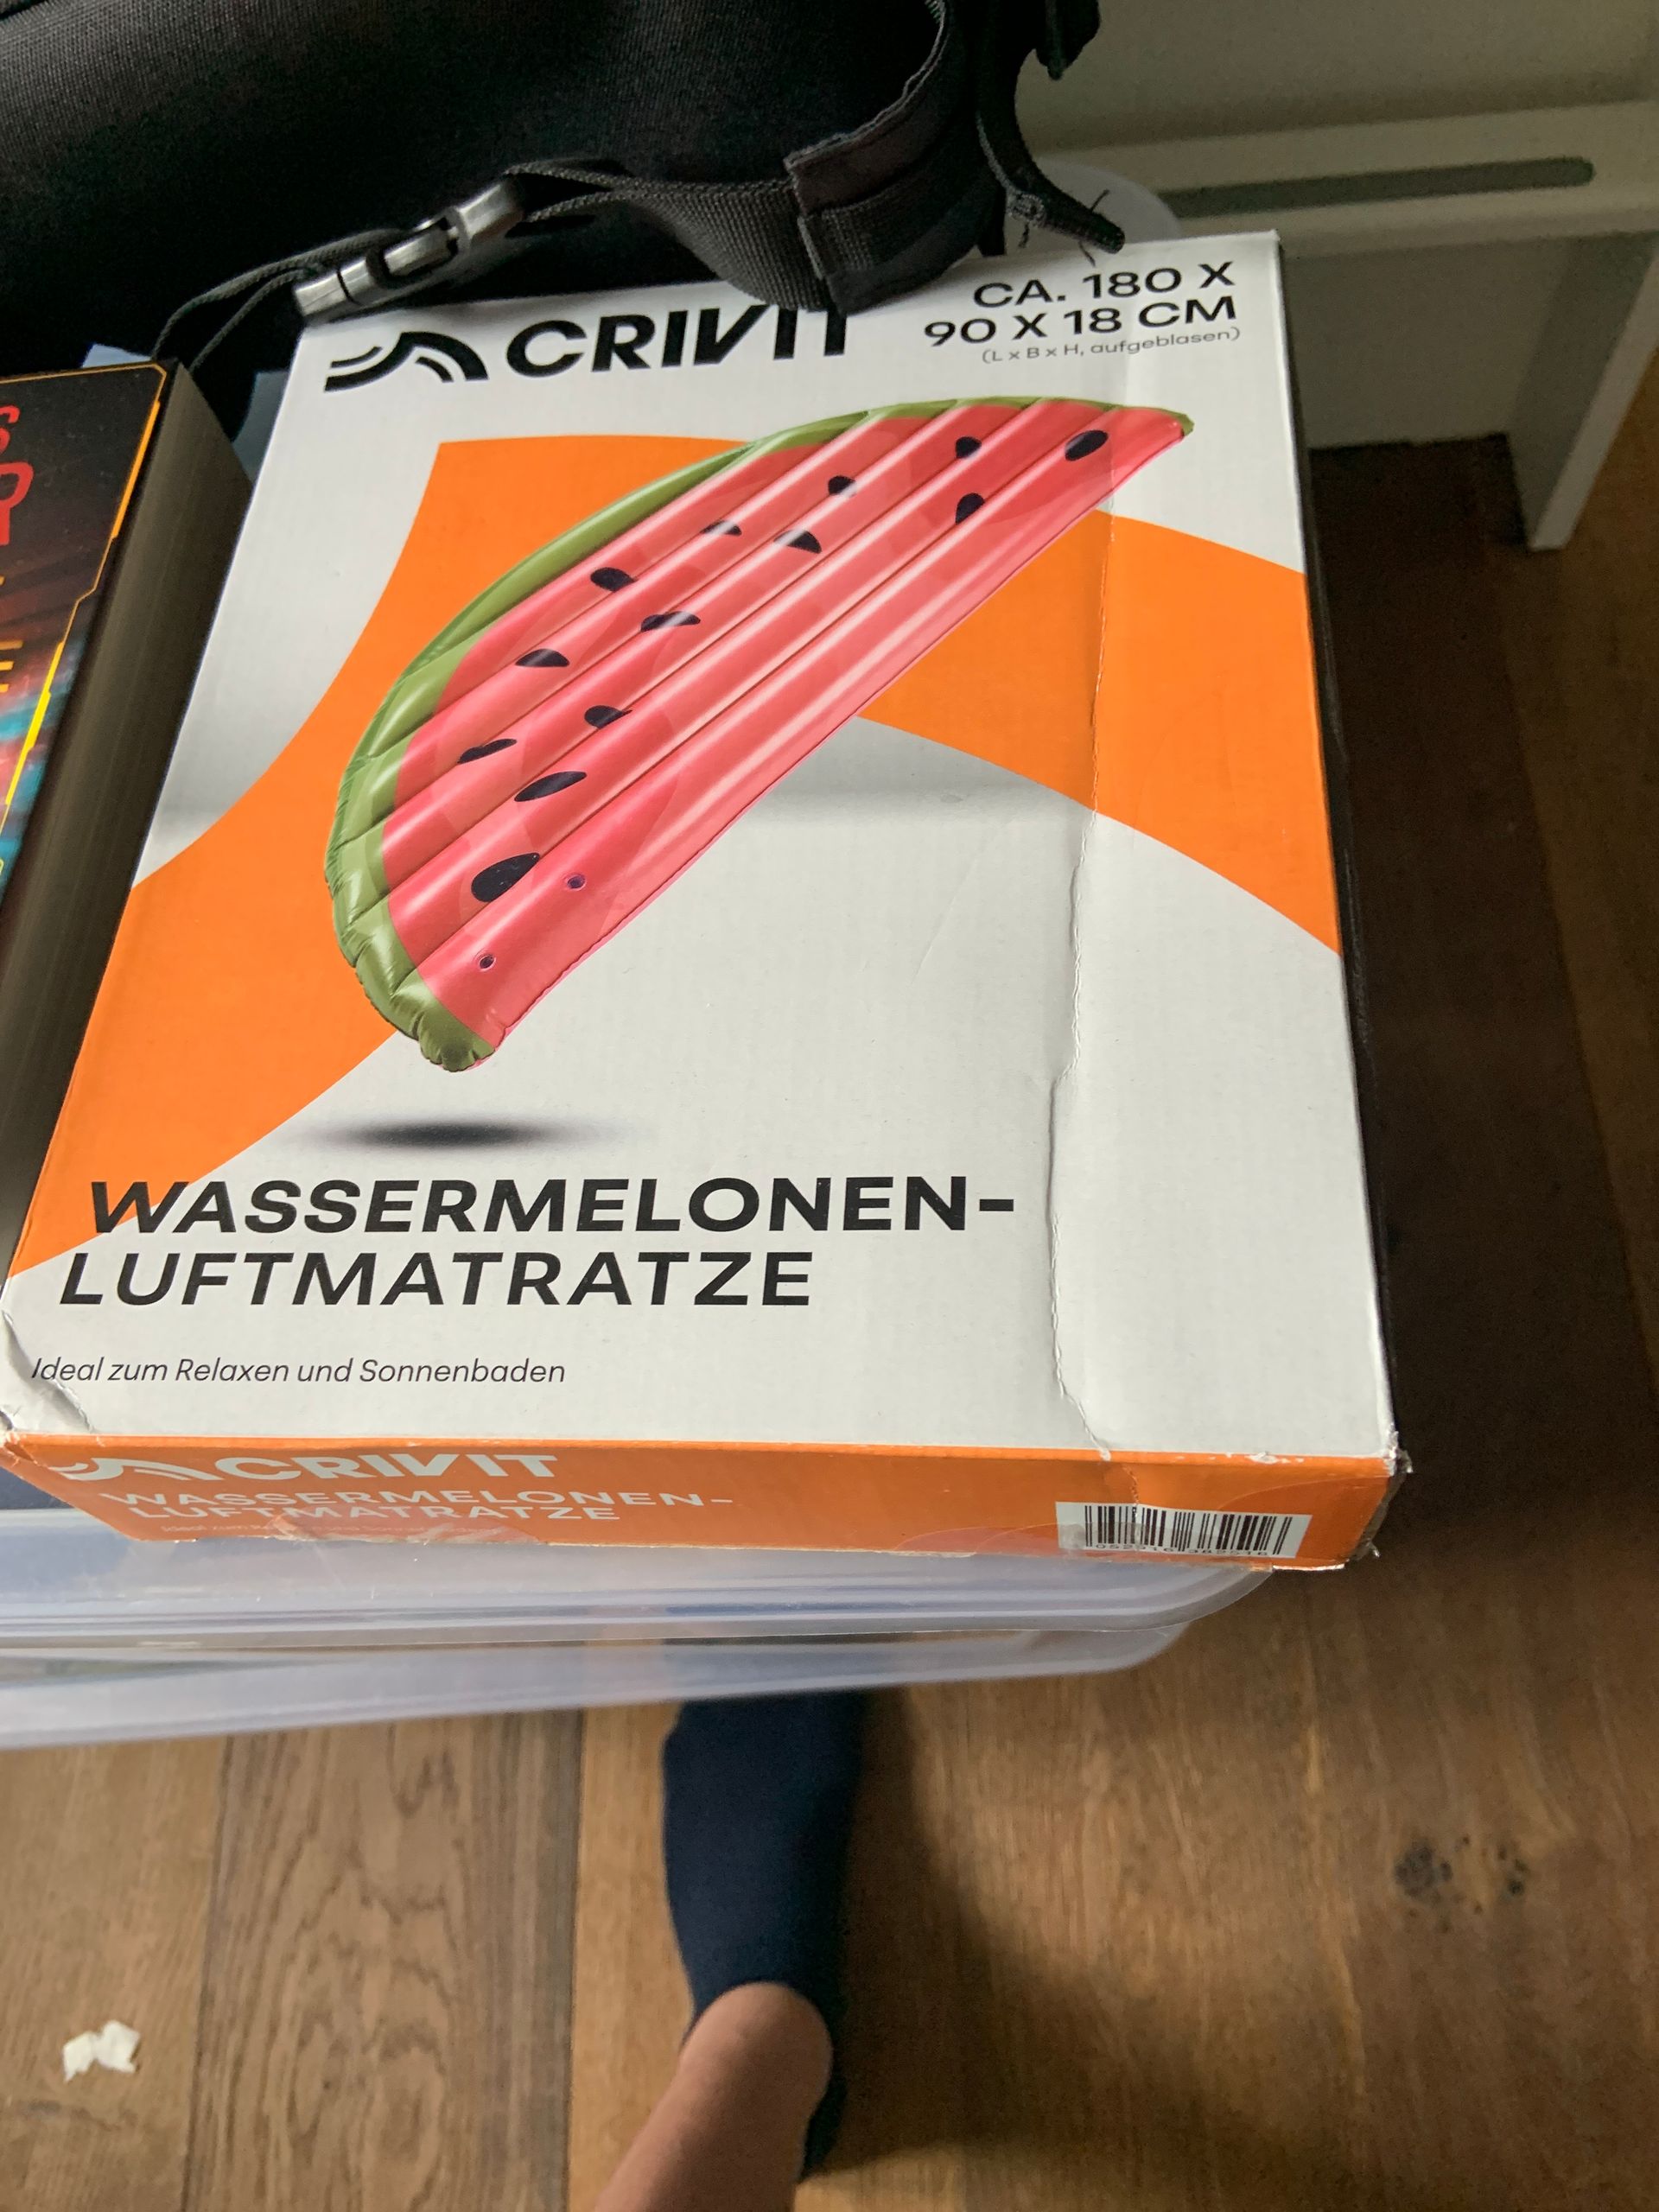 CRIVIT
CA. 180 X
90 X 18 CM
(L x B x H, aufgeblasen)
WASSERMELONEN-
LUFTMATRATZE
Ideal zum Relaxen und Sonnenbaden
CRIVIT
WASSERMELONEN-
LUFTMATRATZE